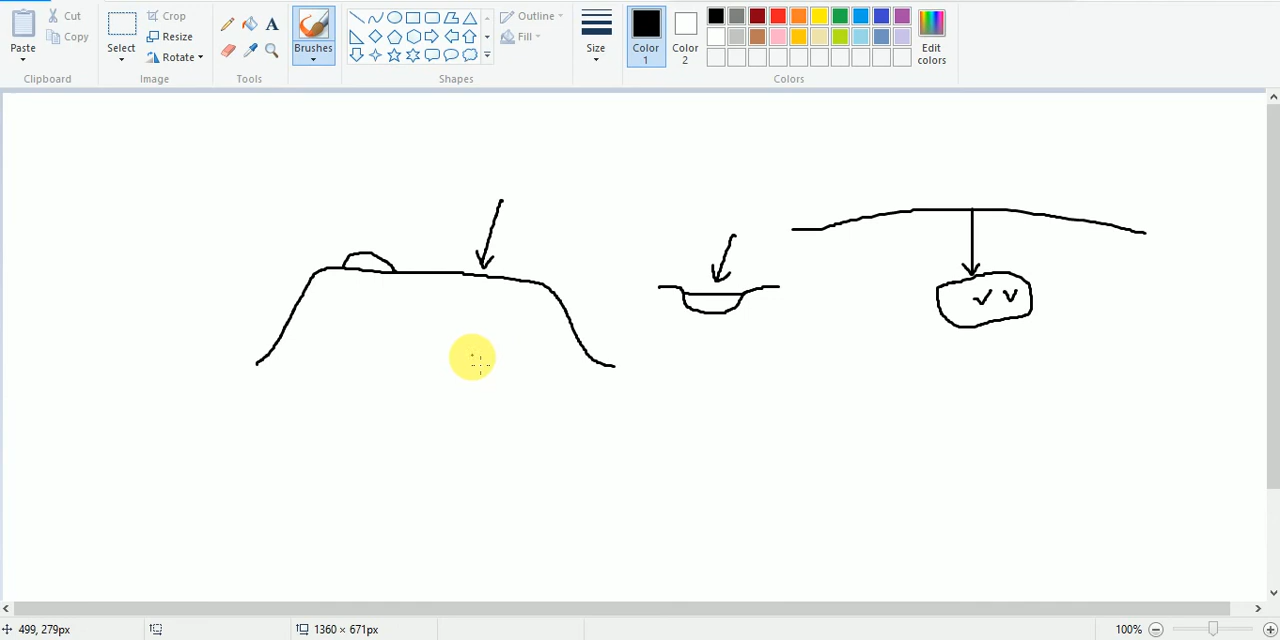 Paste
Cut
Copy
Clipboard
Select
Crop
Resize
Rotate
Image
A
Tools
Brushes
Shapes
Outline
Fill
Size
Color
1
Color
2
Edit
colors
Colors
v v
499, 279px
1360 × 671px
100%